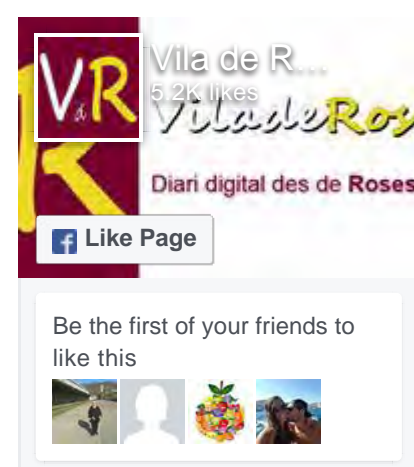 Vila de R...
5.2K likes
VdR
ViladeRos
Diari digital des de Roses
Like Page
Be the first of your friends to
like this